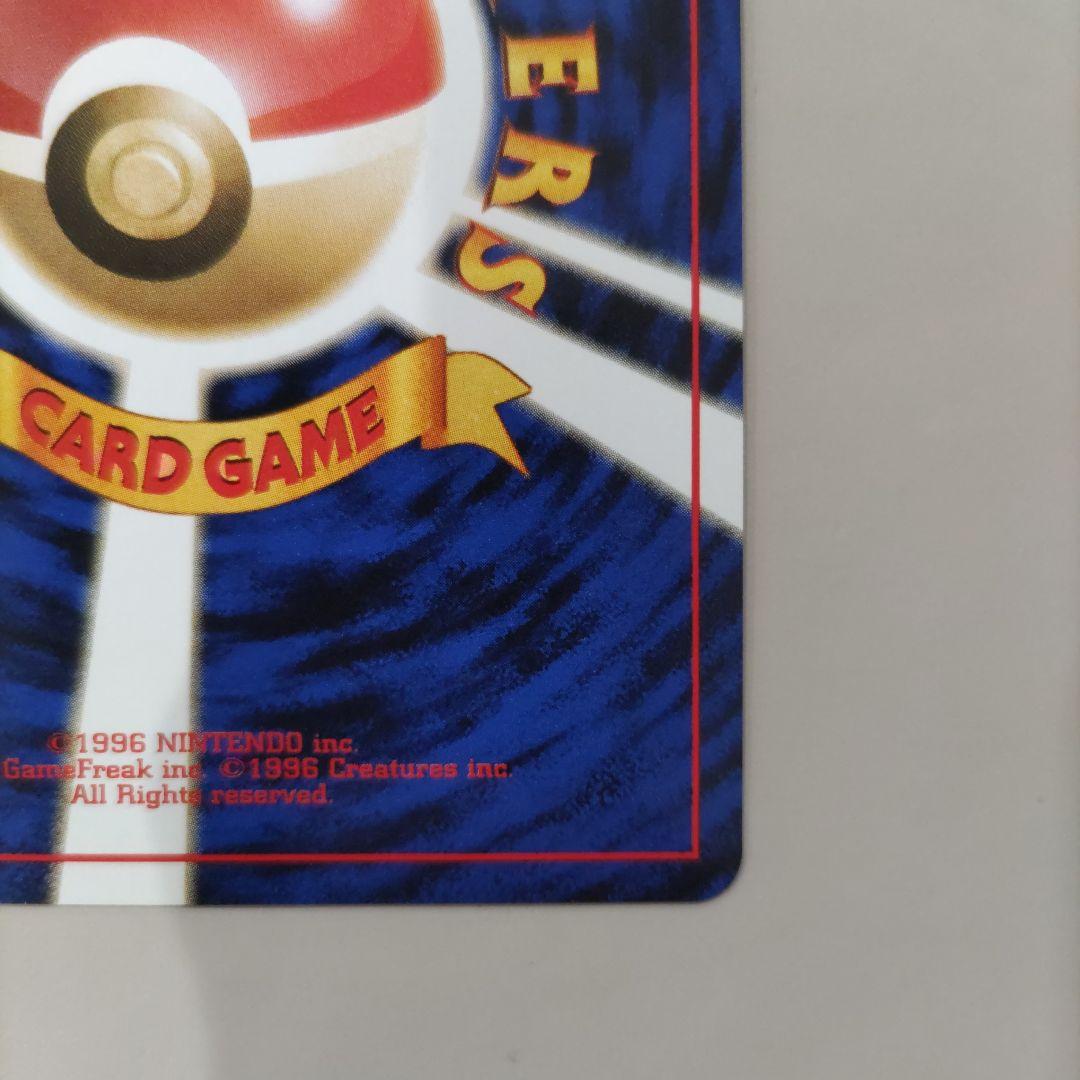 ERS
CARD GAME
©1996 NINTENDO inc.
GameFreak inc. ©1996 Creatures inc.
All Rights reserved.